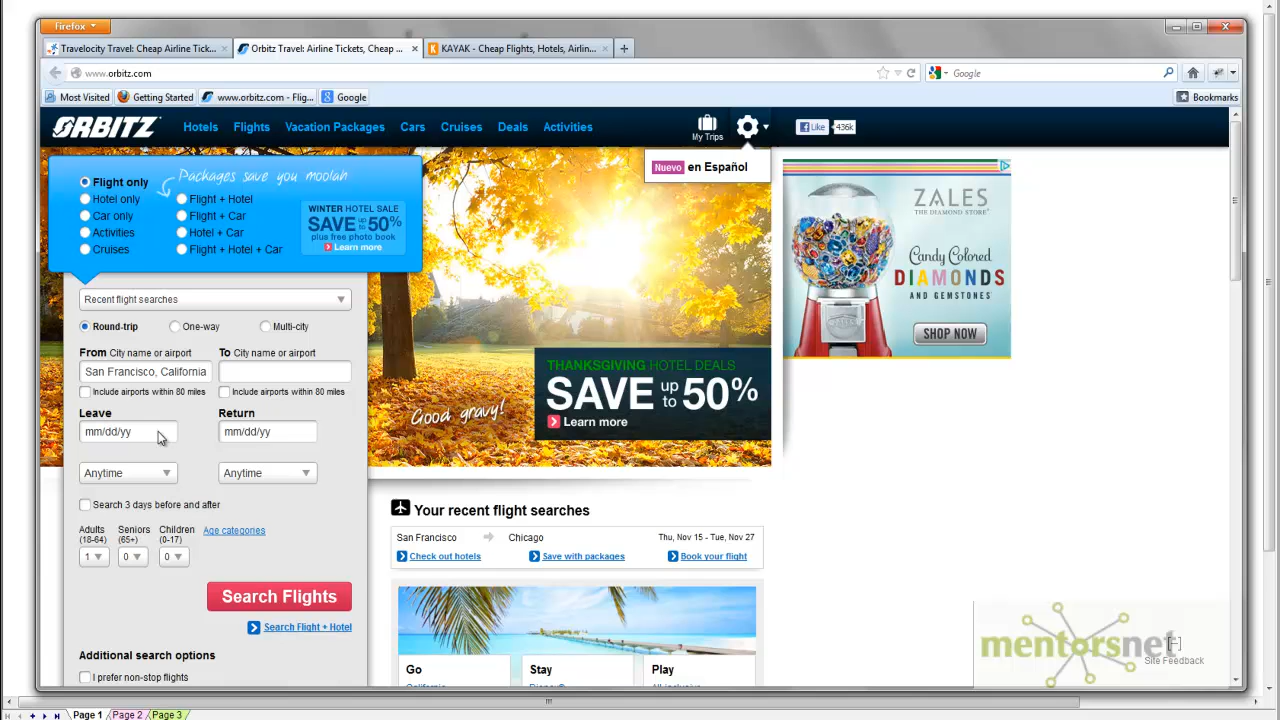 Firefox
Travelocity Travel: Cheap Airline Tick...
Orbitz Travel: Airline Tickets, Cheap ...
KAYAK - Cheap Flights, Hotels, Airlin...
www.orbitz.com
Google
Most Visited
Getting Started
www.orbitz.com - Flig...
Google
Bookmarks
ORBITZ
Hotels
Flights
Vacation Packages
Cars
Cruises
Deals
Activities
My Trips
Like
436k
Nuevo en Español
Packages save you moolah
Flight only
Hotel only
Flight + Hotel
Car only
Flight + Car
Activities
Hotel + Car
Cruises
Flight + Hotel + Car
WINTER HOTEL SALE
SAVE up to 50%
plus free photo book
Learn more
Recent flight searches
Round-trip
One-way
Multi-city
From City name or airport
To City name or airport
San Francisco, California
Include airports within 80 miles
Include airports within 80 miles
Leave
Return
mm/dd/yy
mm/dd/yy
Anytime
Anytime
Search 3 days before and after
Adults
(18-64)
Seniors
(65+)
Children
(0-17)
Age categories
1
0
0
Search Flights
Search Flight + Hotel
Additional search options
I prefer non-stop flights
Good gravy!
THANKSGIVING HOTEL DEALS
SAVE up to 50%
Learn more
ZALES
THE DIAMOND STORE
CANDY COLORED
DIAMONDS
AND GEMSTONES
SHOP NOW
Your recent flight searches
San Francisco
Chicago
Thu, Nov 15 - Tue, Nov 27
Check out hotels
Save with packages
Book your flight
Go
Stay
Play
mentorsnet
[-]
Site Feedback
Page 1
Page 2
Page 3